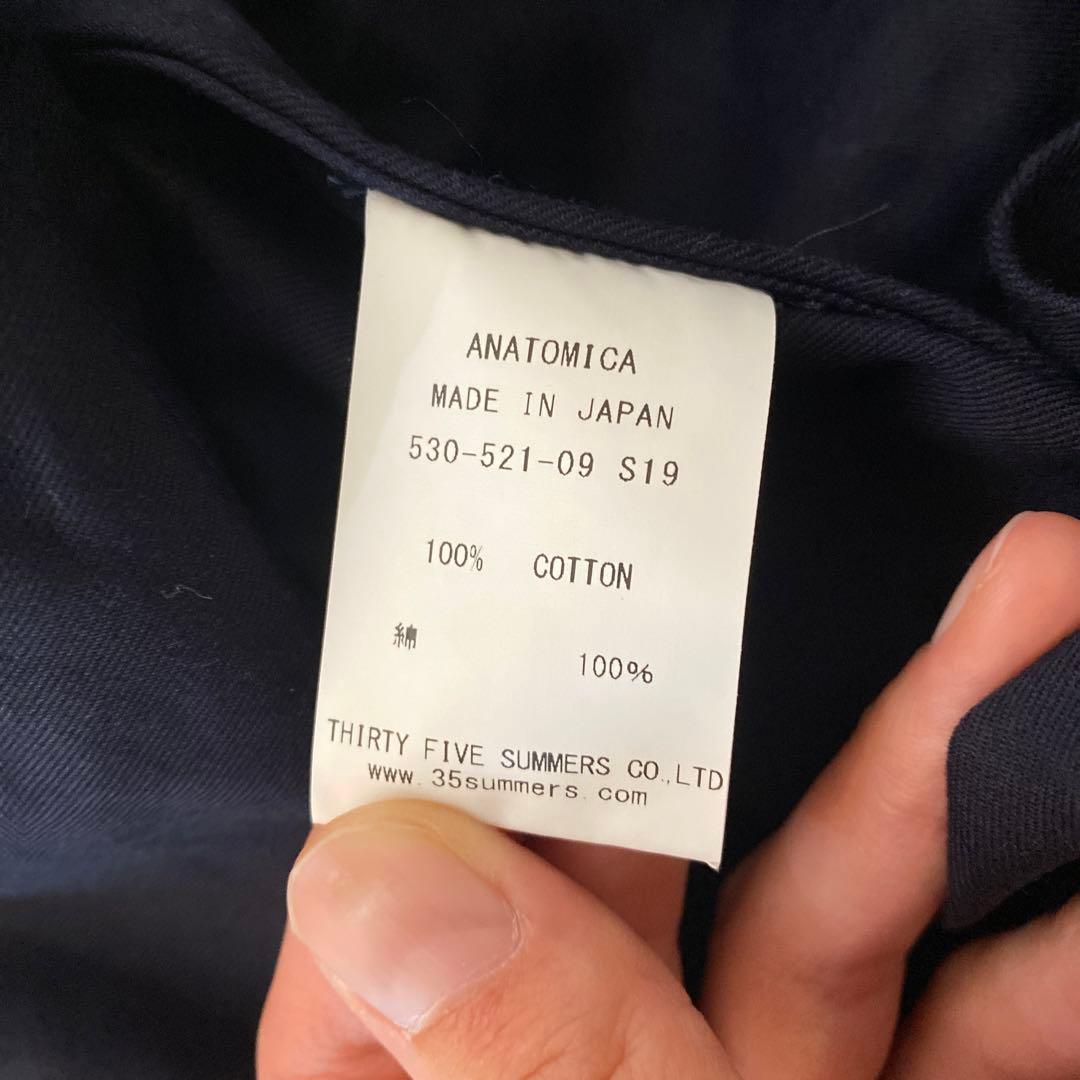 ANATOMICA
MADE IN JAPAN
530-521-09 S19
100% COTTON
綿 100%
THIRTY FIVE SUMMERS CO.,LTD
www.35summers.com